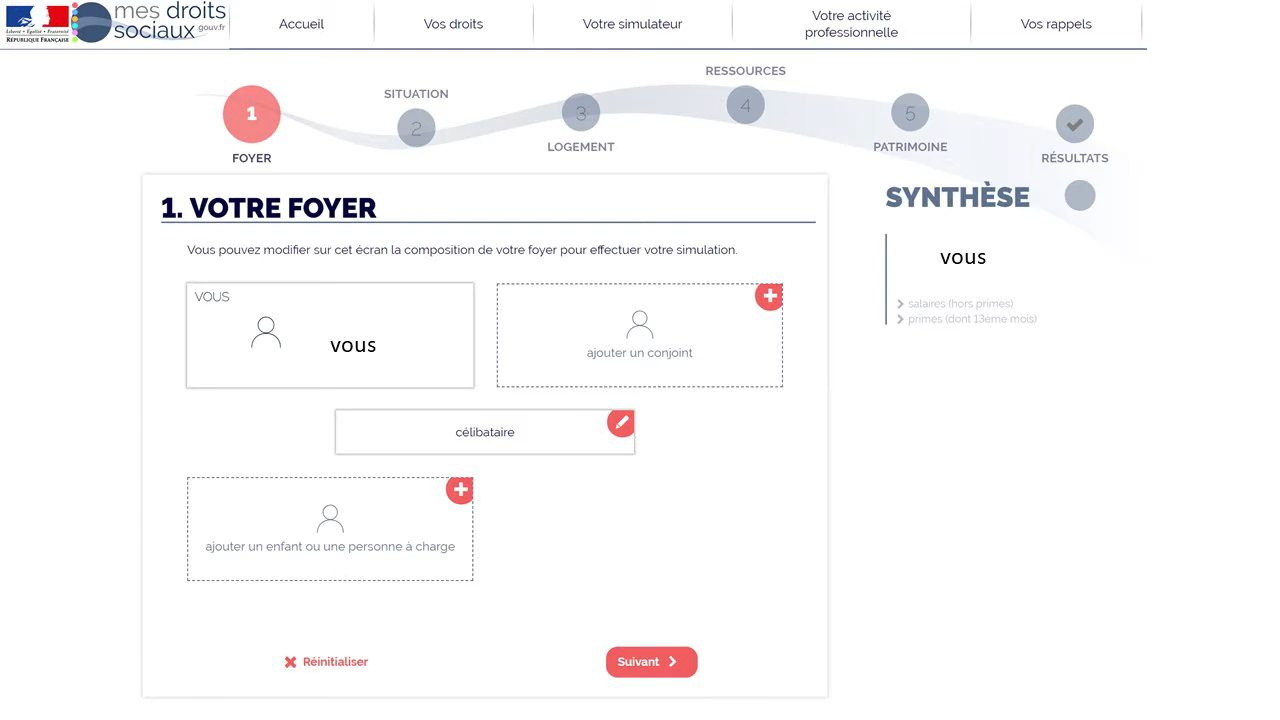 mes droits
sociaux .gouv.fr
Liberté • Égalité • Fraternité
RÉPUBLIQUE FRANÇAISE
Accueil
Vos droits
Votre simulateur
Votre activité
professionnelle
Vos rappels
1
FOYER
SITUATION
2
3
LOGEMENT
RESSOURCES
4
5
PATRIMOINE
RÉSULTATS
1. VOTRE FOYER
Vous pouvez modifier sur cet écran la composition de votre foyer pour effectuer votre simulation.
VOUS
vous
ajouter un conjoint
célibataire
ajouter un enfant ou une personne à charge
Réinitialiser
Suivant
SYNTHÈSE
vous
salaires (hors primes)
primes (dont 13ème mois)